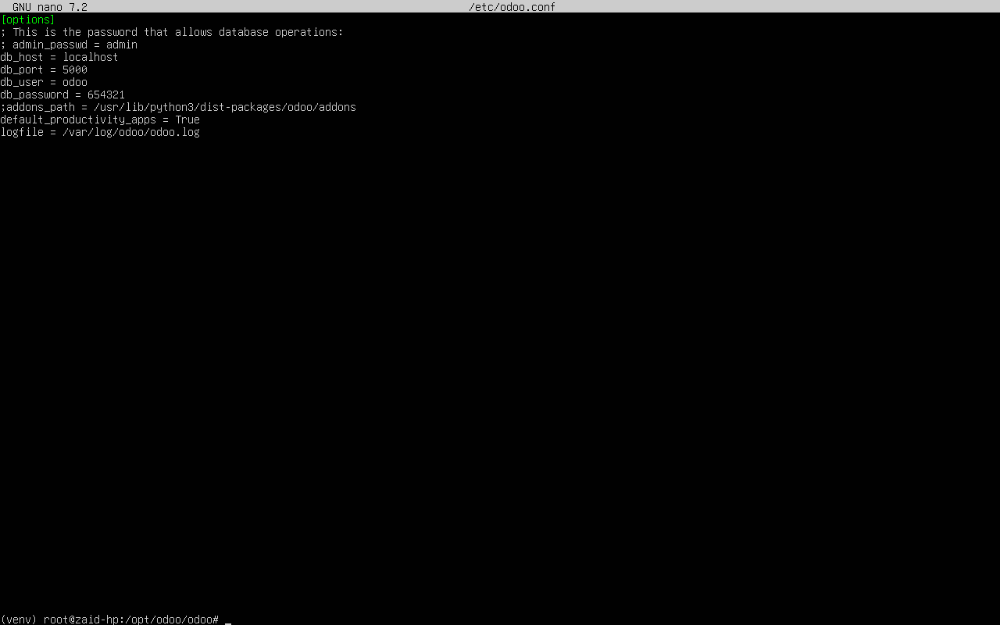 GNU nano 7.2 /etc/odoo.conf
[options]
; This is the password that allows database operations:
; admin_passwd = admin
db_host = localhost
db_port = 5000
db_user = odoo
db_password = 654321
;addons_path = /usr/lib/python3/dist-packages/odoo/addons
default_productivity_apps = True
logfile = /var/log/odoo/odoo.log
(venv) root@zaid-hp:/opt/odoo/odoo# _